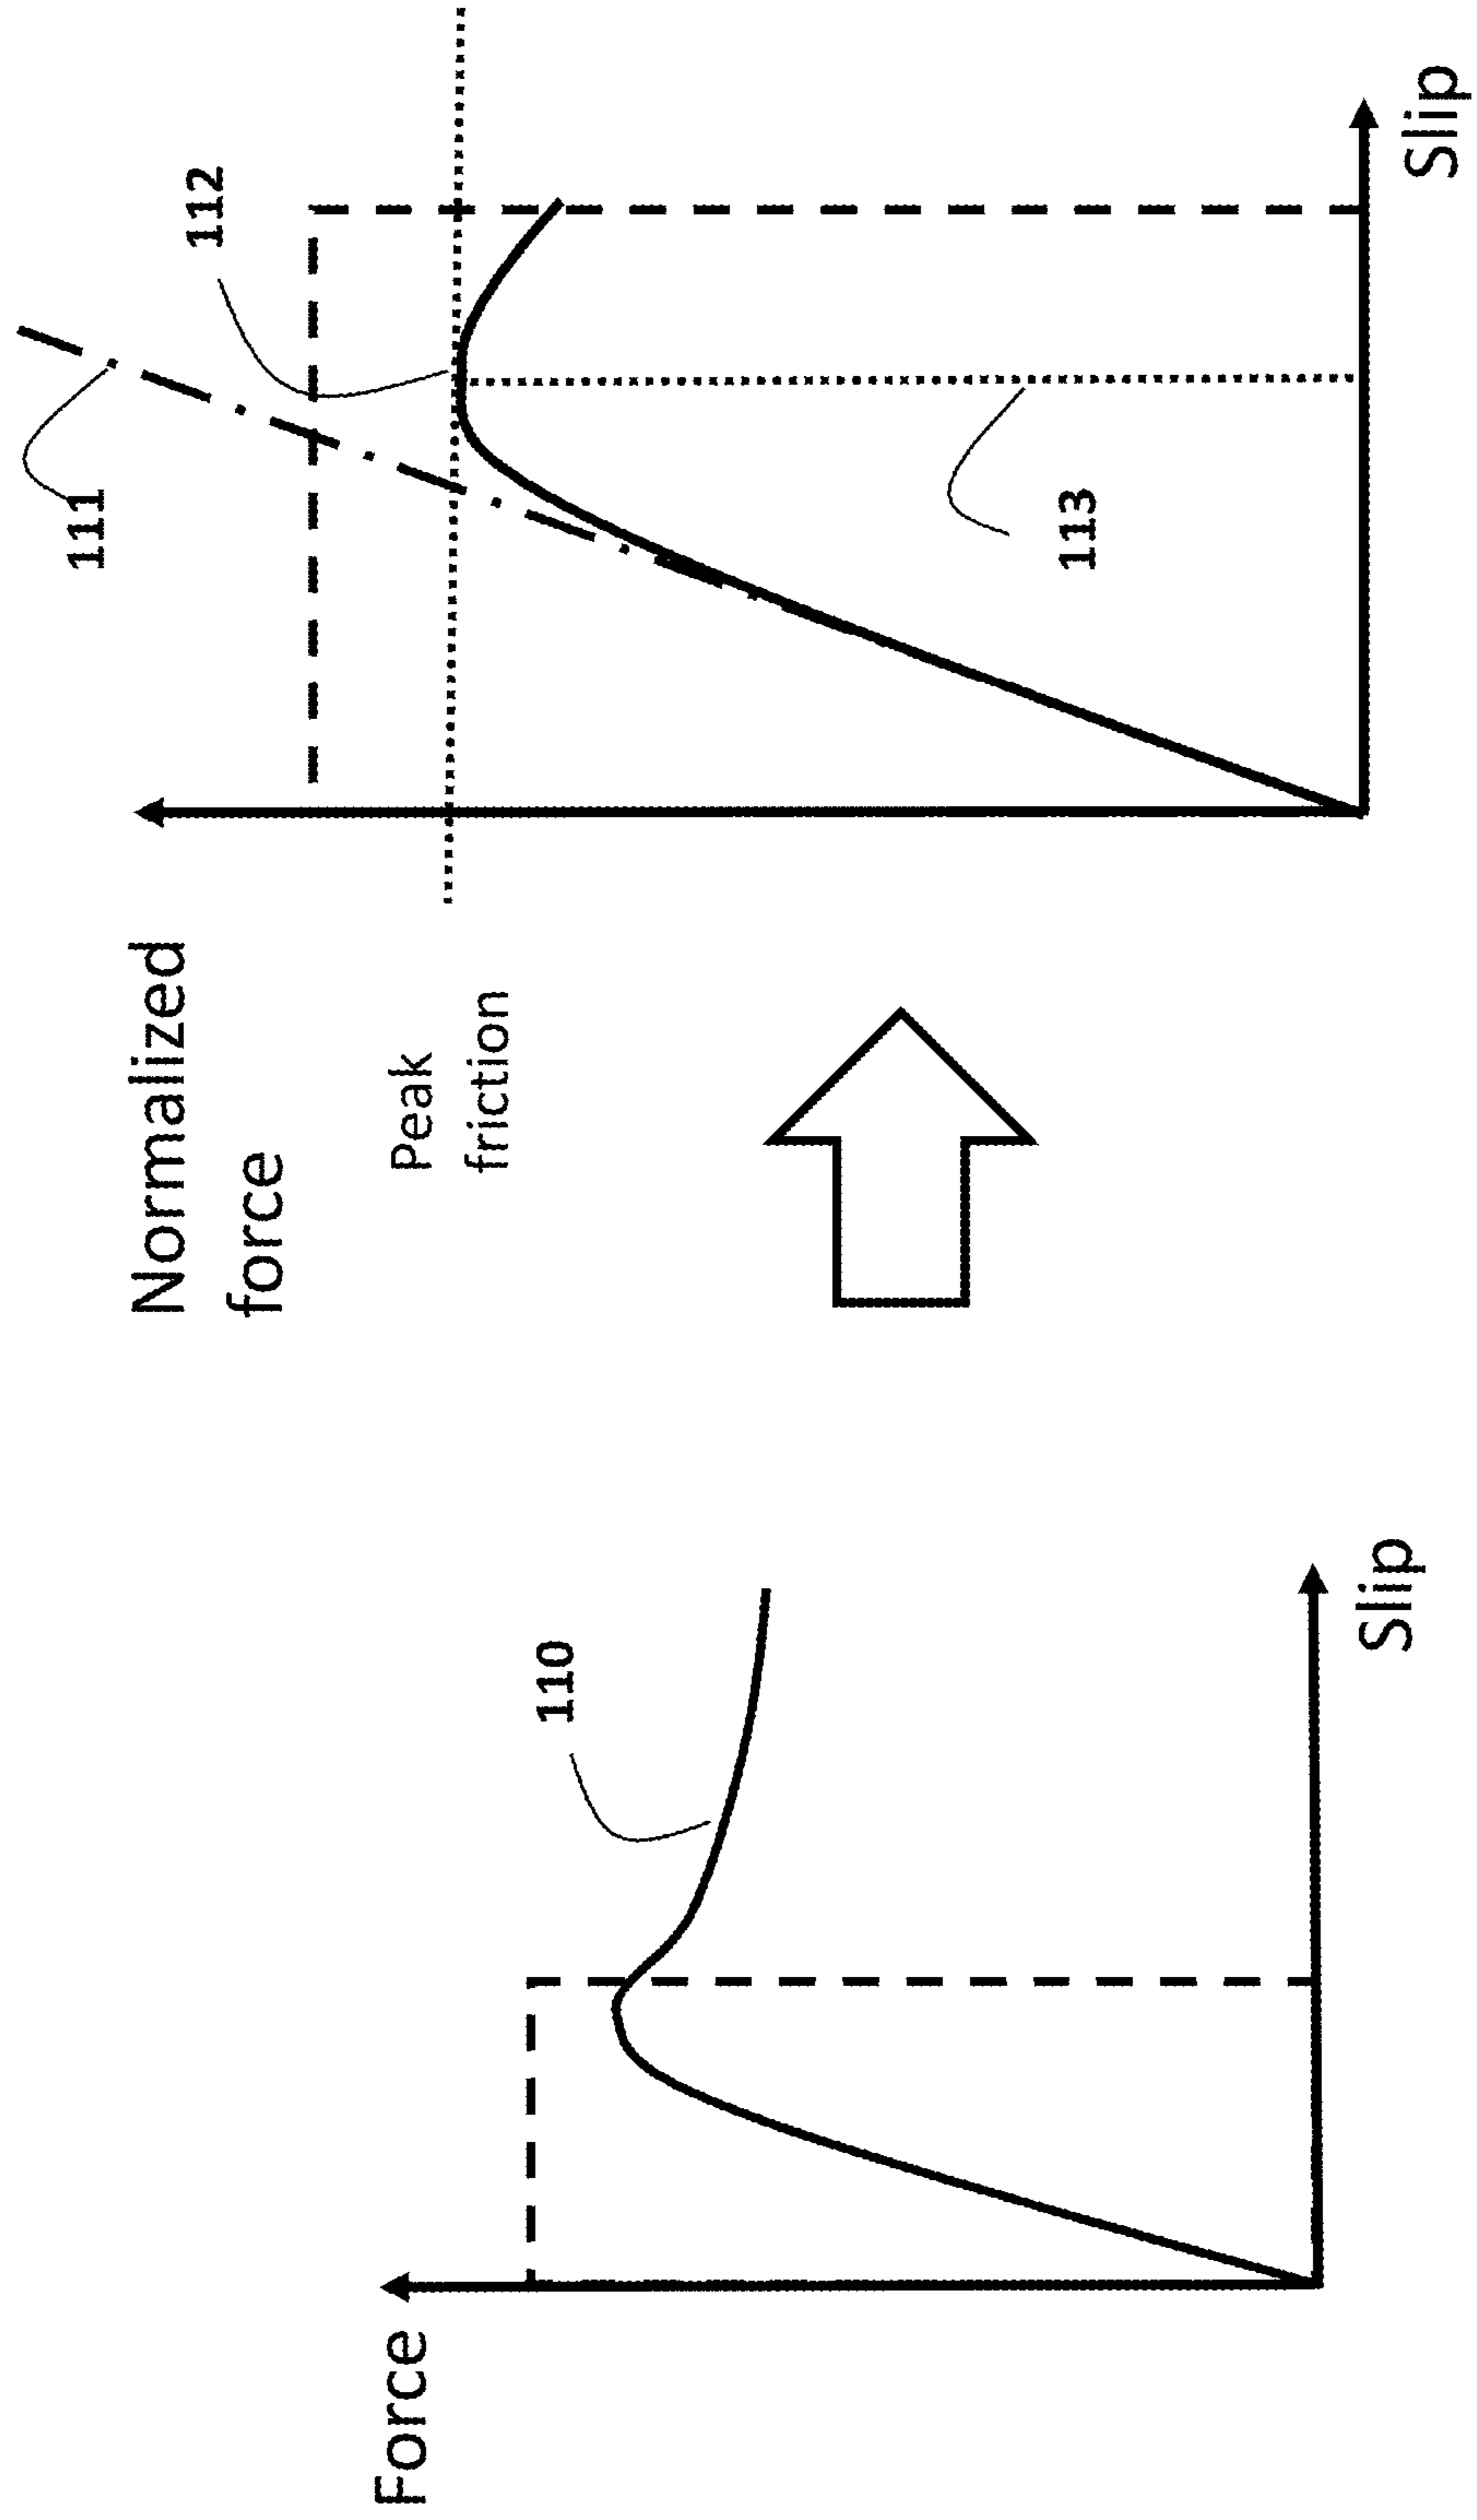 Force
110
Slip
Normalized
force
Peak
friction
111
112
113
Slip